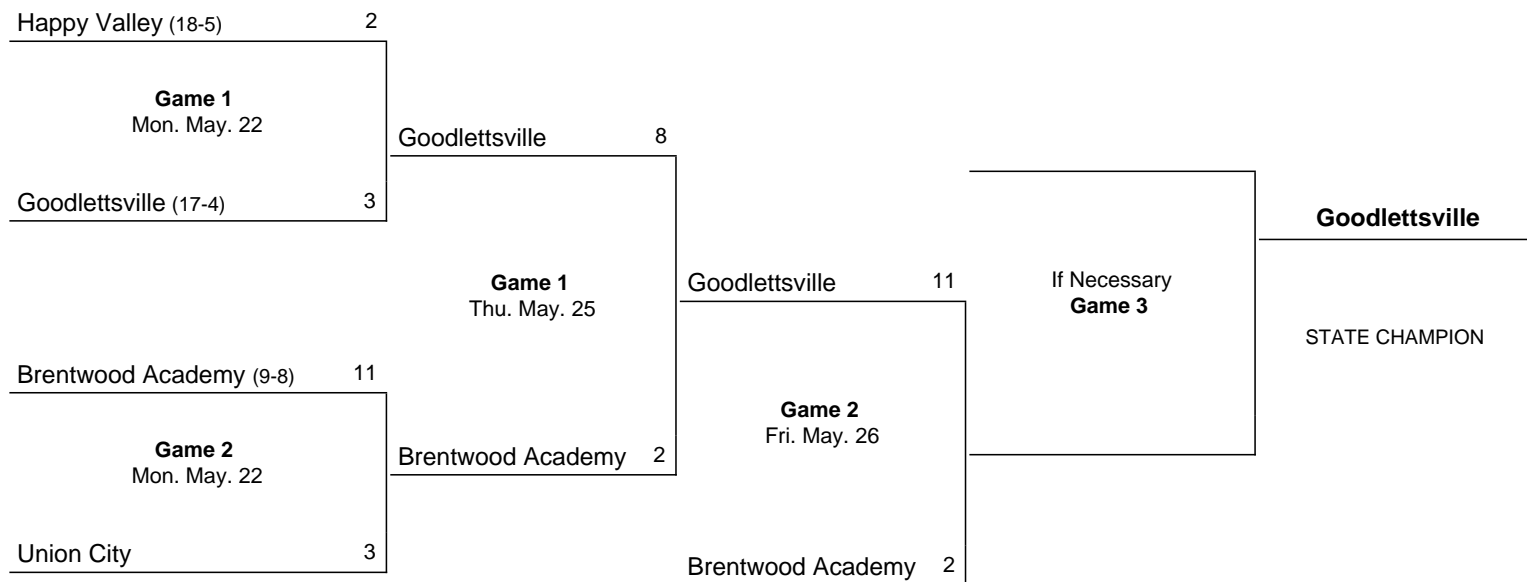 Happy Valley (18-5) 2
Game 1
Mon. May. 22
Goodlettsville (17-4) 3
Brentwood Academy (9-8) 11
Game 2
Mon. May. 22
Union City 3
Goodlettsville 8
Game 1
Thu. May. 25
Brentwood Academy 2
Goodlettsville 11
Game 2
Fri. May. 26
Brentwood Academy 2
If Necessary
Game 3
Goodlettsville
STATE CHAMPION